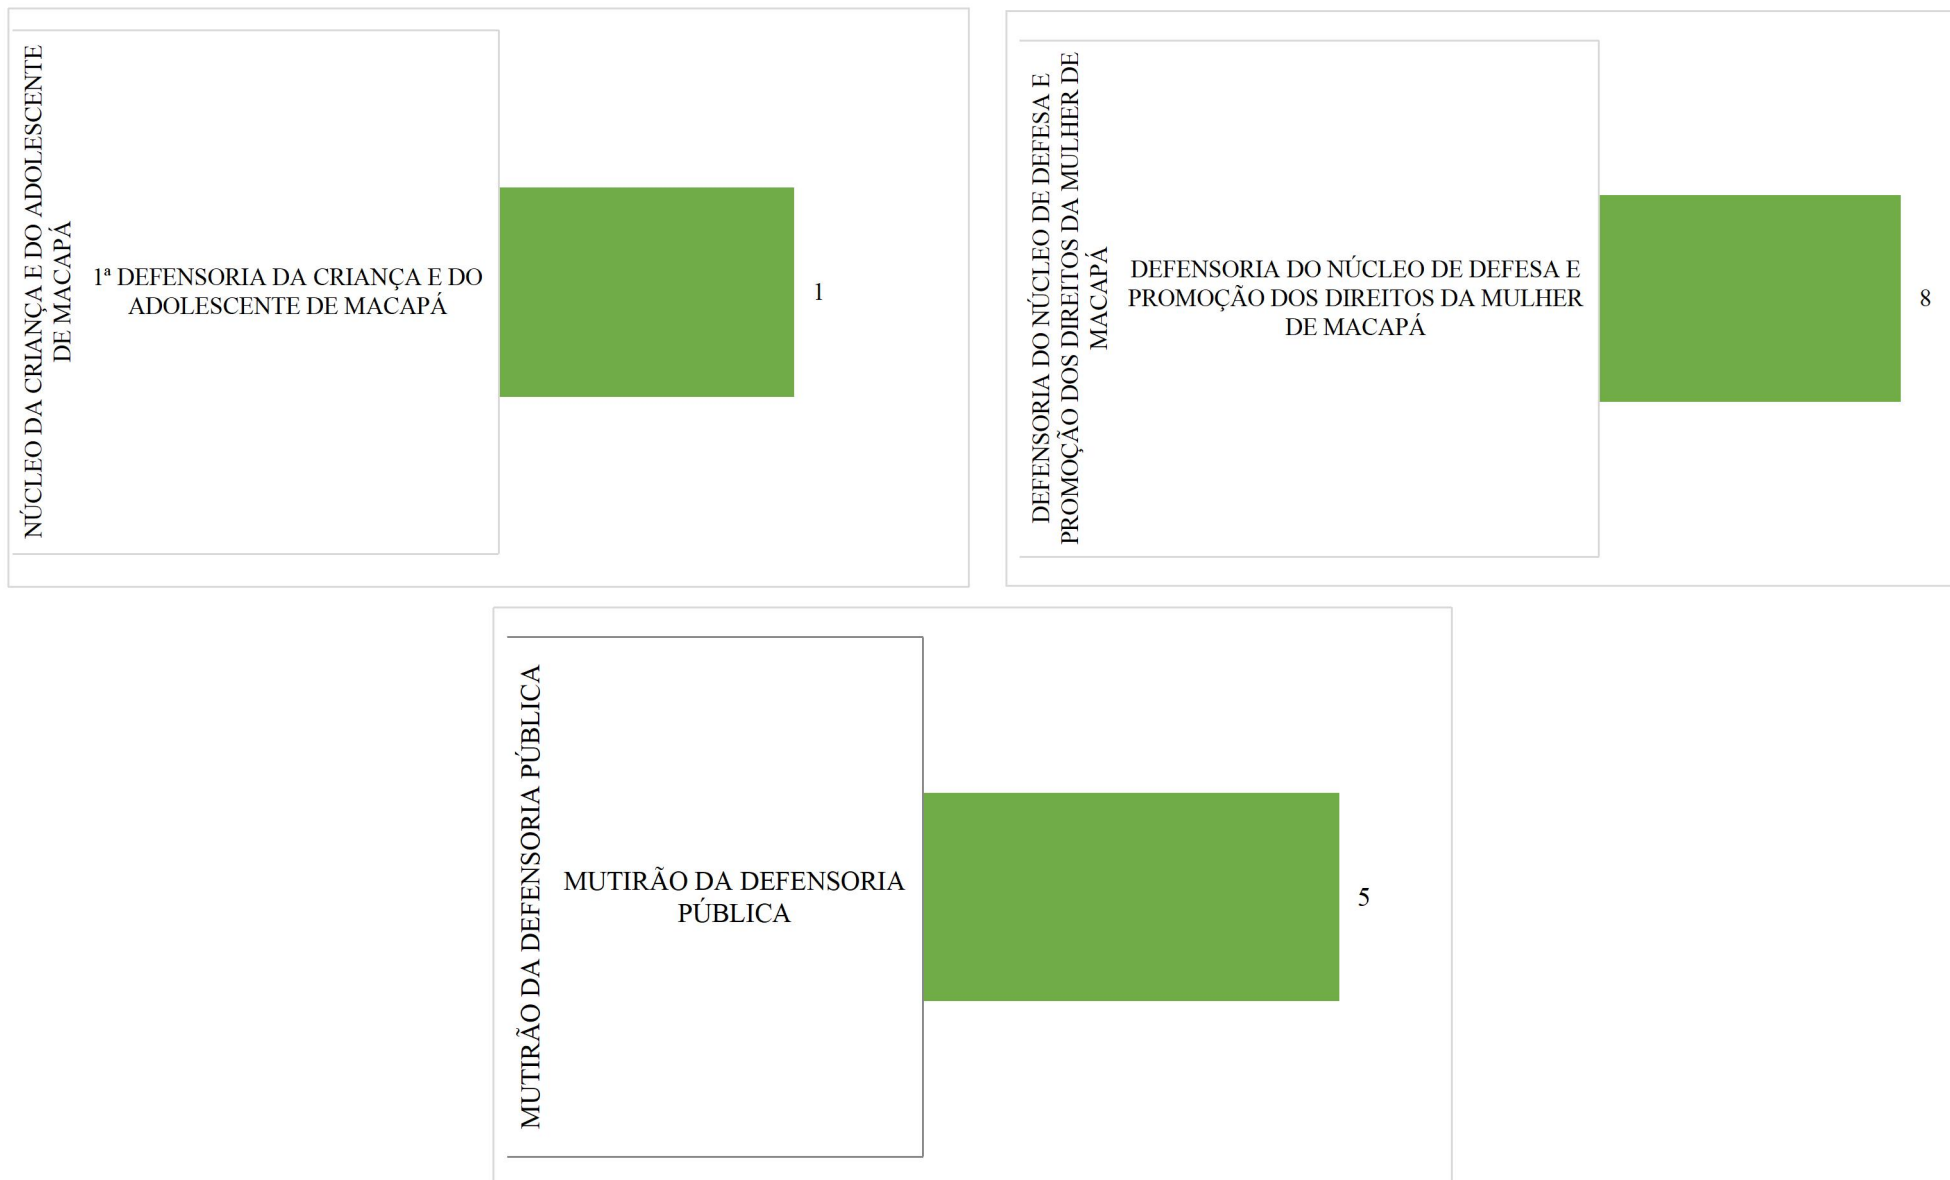 NÚCLEO DA CRIANÇA E DO ADOLESCENTE
DE MACAPÁ
1ª DEFENSORIA DA CRIANÇA E DO
ADOLESCENTE DE MACAPÁ
1
DEFENSORIA DO NÚCLEO DE DEFESA E
PROMOÇÃO DOS DIREITOS DA MULHER DE
MACAPÁ
DEFENSORIA DO NÚCLEO DE DEFESA E
PROMOÇÃO DOS DIREITOS DA MULHER
DE MACAPÁ
8
MUTIRÃO DA DEFENSORIA PÚBLICA
MUTIRÃO DA DEFENSORIA
PÚBLICA
5